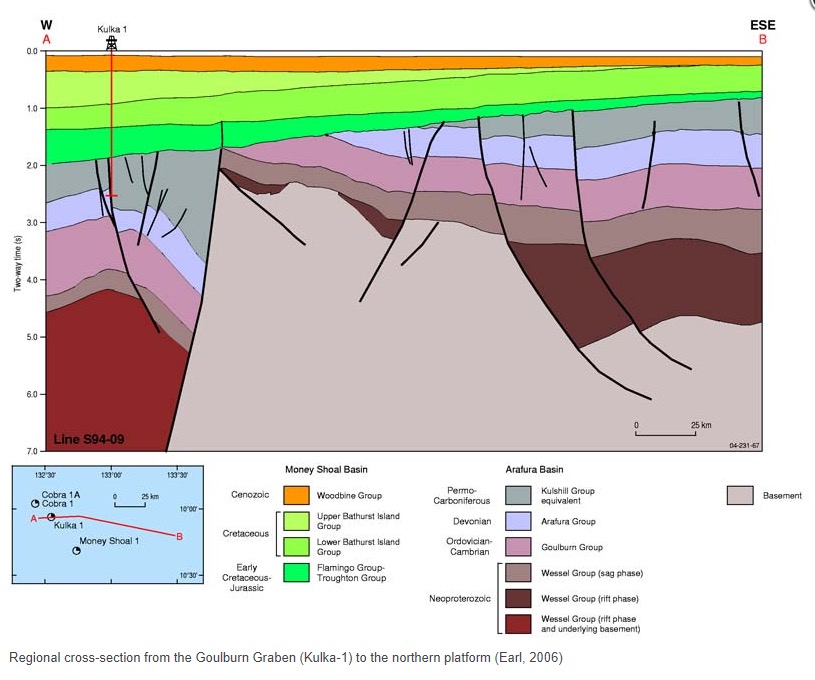 W
A
Kulka 1
ESE
B
0.0
1.0
2.0
3.0
4.0
5.0
6.0
7.0
Two-way time (s)
Line S94-09
0 25 km
04-231-67
132°30' 133°00' 133°30'
Cobra 1A
Cobra 1
0 25 km
10°00'
A
Kulka 1
B
Money Shoal 1
10°30'
Money Shoal Basin
Cenozoic
Woodbine Group
Cretaceous
Upper Bathurst Island
Group
Lower Bathurst Island
Group
Early
Cretaceous-
Jurassic
Flamingo Group-
Troughton Group
Arafura Basin
Permo-
Carboniferous
Kulshill Group
equivalent
Devonian
Arafura Group
Ordovician-
Cambrian
Goulburn Group
Neoproterozoic
Wessel Group (sag phase)
Wessel Group (rift phase)
Wessel Group (rift phase
and underlying basement)
Basement
Regional cross-section from the Goulburn Graben (Kulka-1) to the northern platform (Earl, 2006)